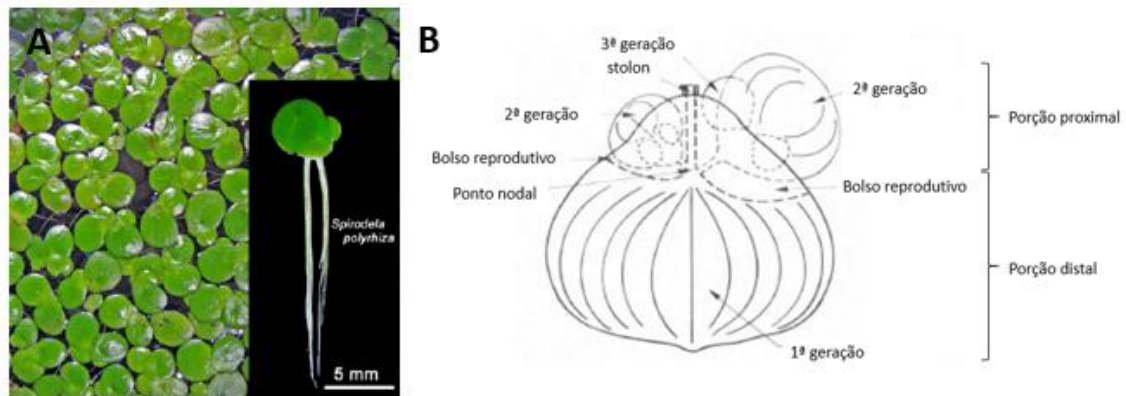 A
Spirodela
polyrhiza
5 mm
B
3ª geração
stolon
2ª geração
2ª geração
Porção proximal
Bolso reprodutivo
Ponto nodal
Bolso reprodutivo
Porção distal
1ª geração